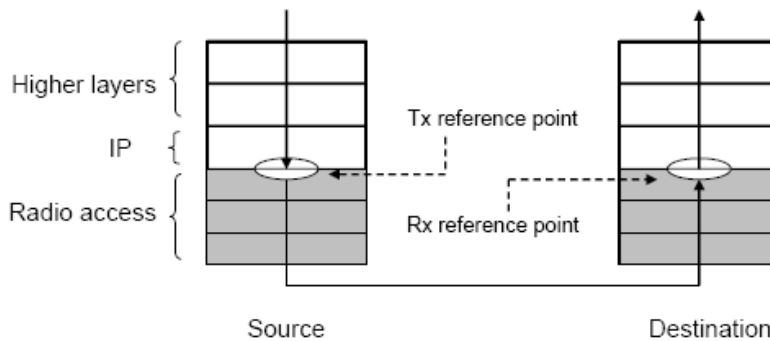 Higher layers
Tx reference point
IP
Radio access
Rx reference point
Source
Destination